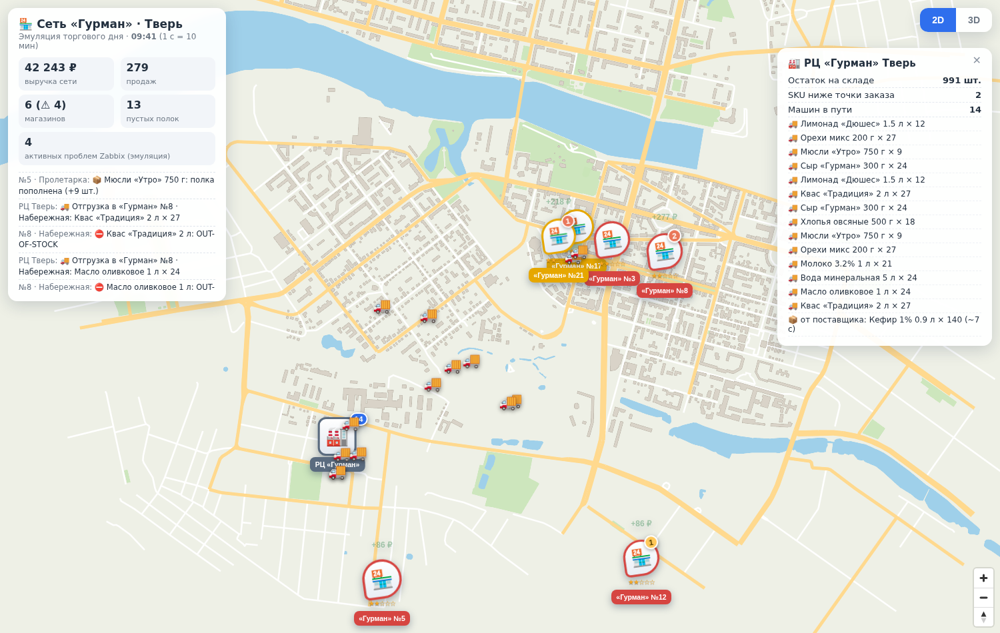 🏪 Сеть «Гурман» · Тверь
Эмуляция торгового дня · 09:41 (1 с = 10
мин)
42 243 ₽
выручка сети
279
продаж
6 (⚠ 4)
магазинов
13
пустых полок
4
активных проблем Zabbix (эмуляция)
№5 · Пролетарка: 📦 Мюсли «Утро» 750 г: полка
пополнена (+9 шт.)
РЦ Тверь: 🚚 Отгрузка в «Гурман» №8 ·
Набережная: Квас «Традиция» 2 л × 27
№8 · Набережная: ⛔ Квас «Традиция» 2 л: OUT-
OF-STOCK
РЦ Тверь: 🚚 Отгрузка в «Гурман» №8 ·
Набережная: Масло оливковое 1 л × 24
№8 · Набережная: ⛔ Масло оливковое 1 л: OUT-
2D
3D
🏭 РЦ «Гурман» Тверь
×
Остаток на складе 991 шт.
SKU ниже точки заказа 2
Машин в пути 14
🚚 Лимонад «Дюшес» 1.5 л × 12
🚚 Орехи микс 200 г × 27
🚚 Мюсли «Утро» 750 г × 9
🚚 Сыр «Гурман» 300 г × 24
🚚 Лимонад «Дюшес» 1.5 л × 12
🚚 Квас «Традиция» 2 л × 27
🚚 Сыр «Гурман» 300 г × 24
🚚 Хлопья овсяные 500 г × 18
🚚 Мюсли «Утро» 750 г × 9
🚚 Орехи микс 200 г × 27
🚚 Молоко 3.2% 1 л × 21
🚚 Вода минеральная 5 л × 24
🚚 Масло оливковое 1 л × 24
🚚 Квас «Традиция» 2 л × 27
📦 от поставщика: Кефир 1% 0.9 л × 140 (~7
с)
+218 ₽
+277 ₽
1
24
24
24
2
24
«Гурман» №17
«Гурман» №21
«Гурман» №3
«Гурман» №8
РЦ «Гурман»
+86 ₽
24
«Гурман» №5
+86 ₽
1
24
«Гурман» №12
+
−